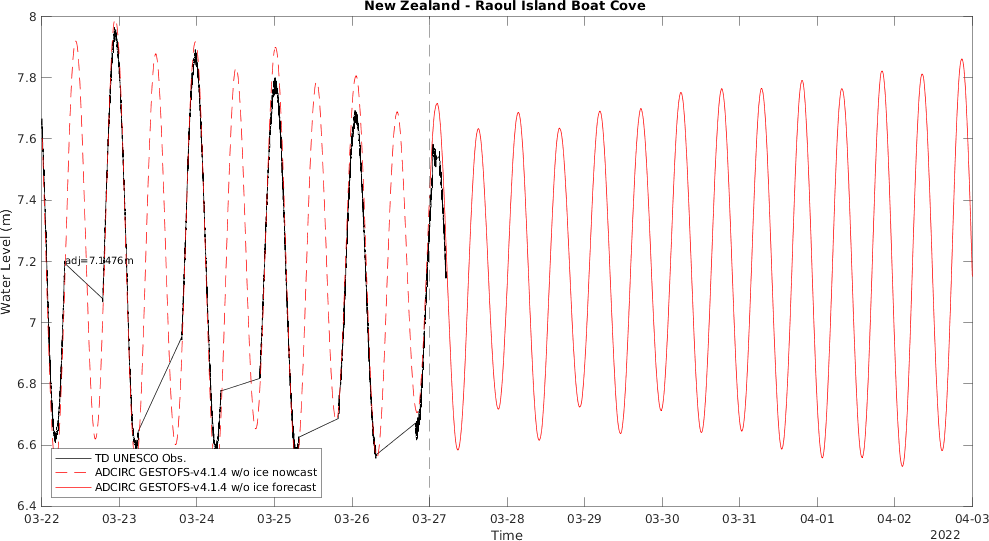 New Zealand - Raoul Island Boat Cove
8
7.8
7.6
7.4
7.2
7
6.8
6.6
6.4
Water Level (m)
adj=7.1476m
TD UNESCO Obs.
ADCIRC GESTOFS-v4.1.4 w/o ice nowcast
ADCIRC GESTOFS-v4.1.4 w/o ice forecast
03-22 03-23 03-24 03-25 03-26 03-27 03-28 03-29 03-30 03-31 04-01 04-02 04-03
Time
2022